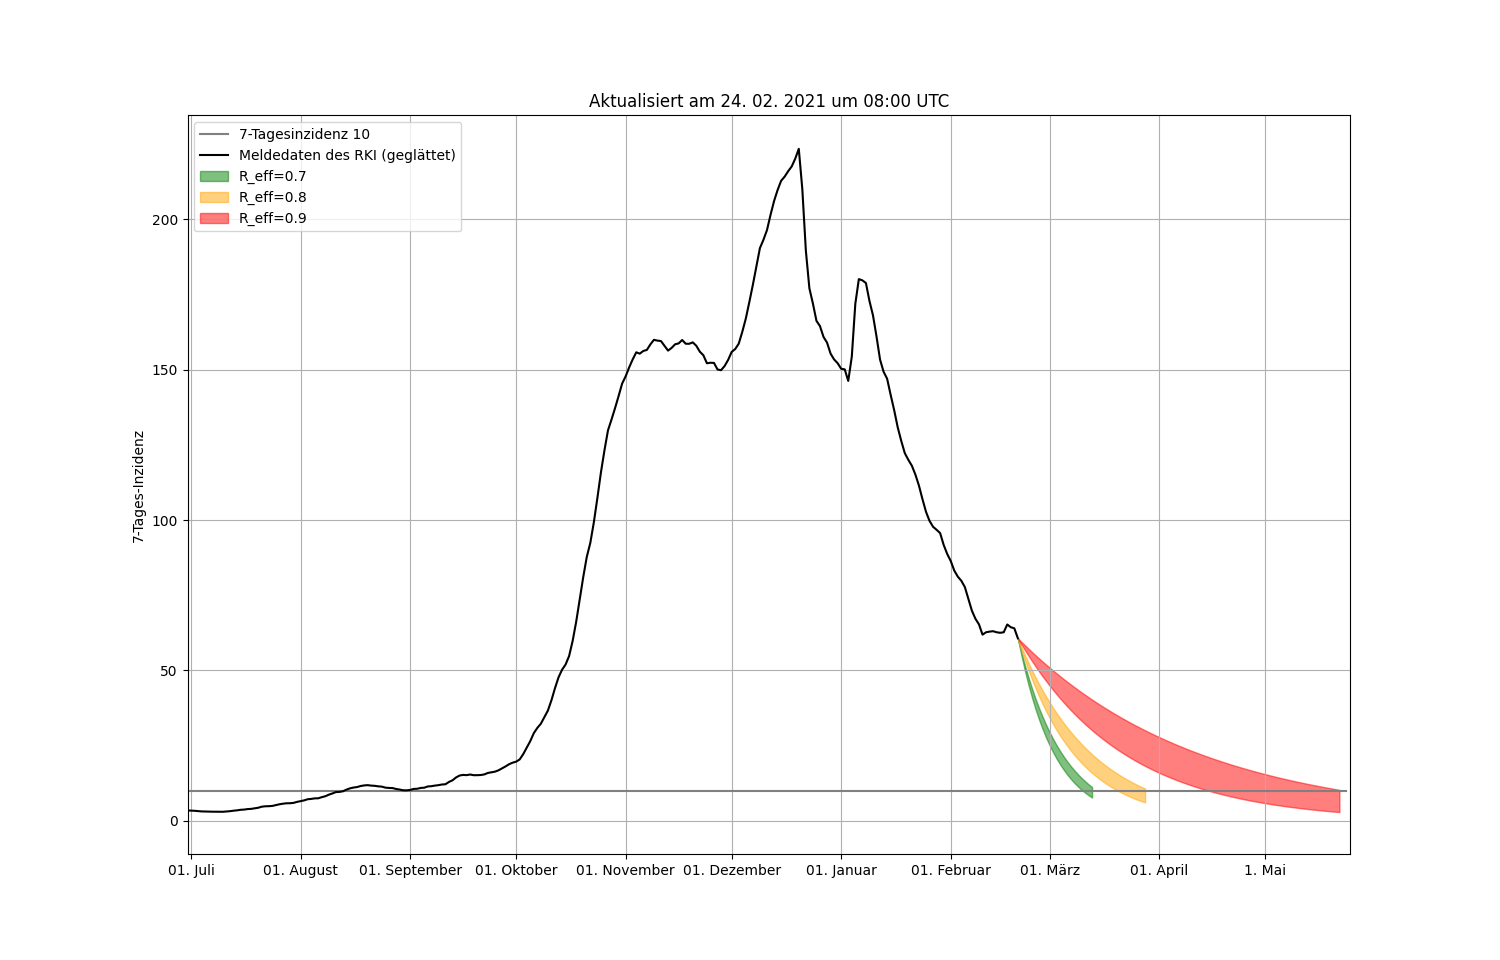 Aktualisiert am 24. 02. 2021 um 08:00 UTC
7-Tagesinzidenz 10
Meldedaten des RKI (geglättet)
R_eff=0.7
R_eff=0.8
R_eff=0.9
7-Tages-Inzidenz
200
150
100
50
0
01. Juli 01. August 01. September 01. Oktober 01. November 01. Dezember 01. Januar 01. Februar 01. März 01. April 1. Mai